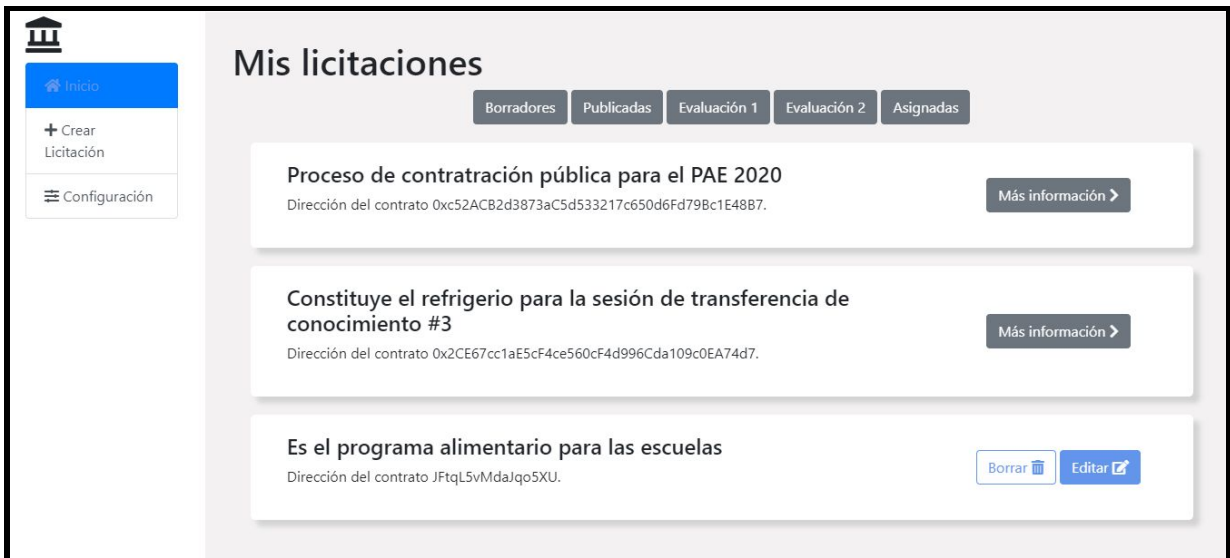 Inicio
Crear
Licitación
Configuración
Mis licitaciones
Borradores Publicadas Evaluación 1 Evaluación 2 Asignadas
Proceso de contratración pública para el PAE 2020
Dirección del contrato 0xc52ACB2d3873aC5d533217c650d6Fd79Bc1E48B7.
Más información
Constituye el refrigerio para la sesión de transferencia de
conocimiento #3
Dirección del contrato 0x2CE67cc1aE5cF4ce560cF4d996Cda109c0EA74d7.
Más información
Es el programa alimentario para las escuelas
Dirección del contrato JFtqL5vMdaJqo5XU.
Borrar Editar